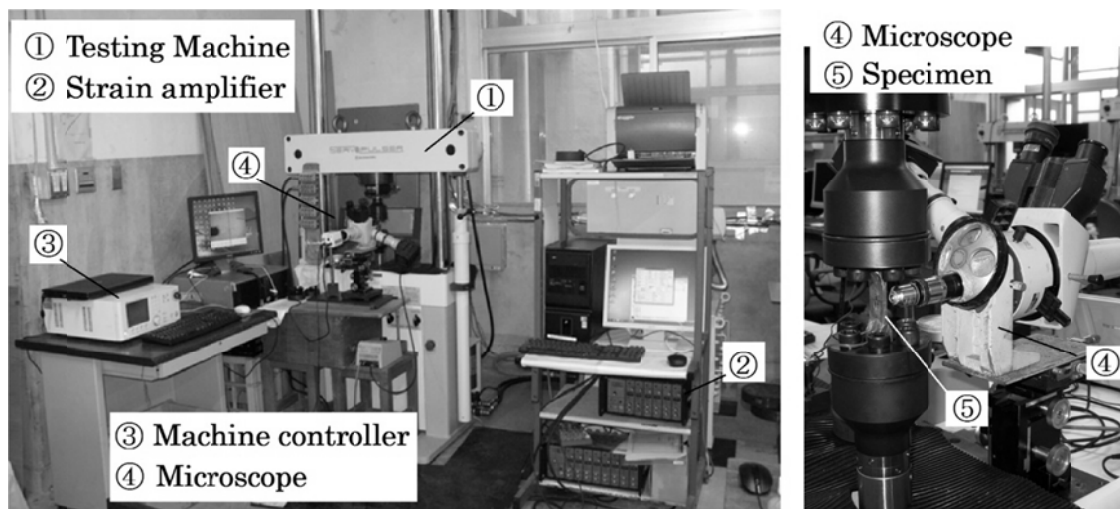 ① Testing Machine
② Strain amplifier
①
④
③
②
③ Machine controller
④ Microscope
④ Microscope
⑤ Specimen
④
⑤